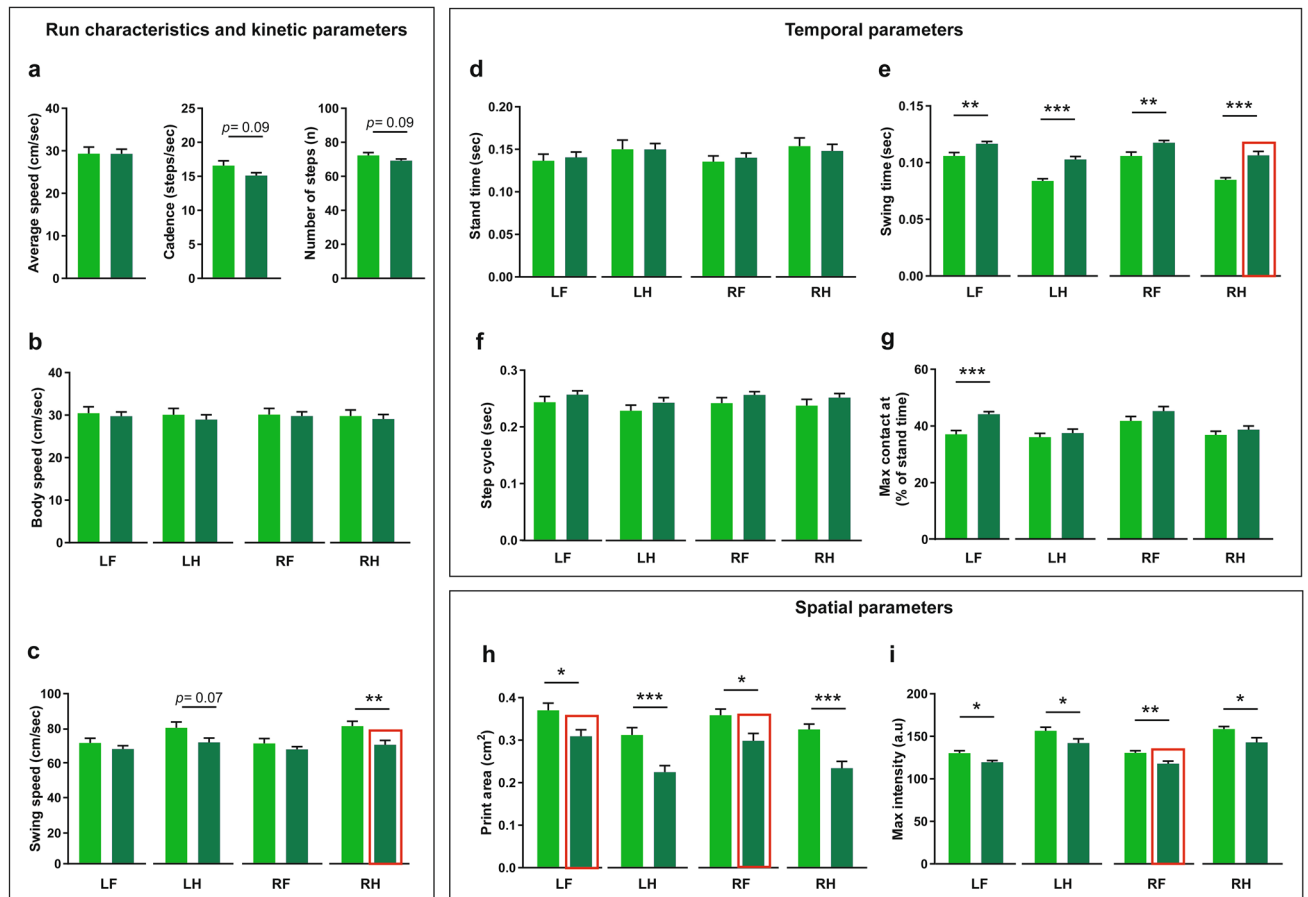 Run characteristics and kinetic parameters
a
Average speed (cm/sec)
40
30
20
10
0
Cadence (steps/sec)
25
20
15
10
5
0
p= 0.09
Number of steps (n)
100
80
60
40
20
0
p= 0.09
b
Body speed (cm/sec)
40
30
20
10
0
LF LH RF RH
c
Swing speed (cm/sec)
100
80
60
40
20
0
p= 0.07
**
LF LH RF RH
Temporal parameters
d
Stand time (sec)
0.20
0.15
0.10
0.05
0.00
LF LH RF RH
e
Swing time (sec)
0.15
0.10
0.05
0.00
** *** ** ***
LF LH RF RH
f
Step cycle (sec)
0.3
0.2
0.1
0.0
LF LH RF RH
g
Max contact at
(% of stand time)
60
40
20
0
***
LF LH RF RH
Spatial parameters
h
Print area (cm²)
0.4
0.3
0.2
0.1
0.0
* *** * ***
LF LH RF RH
i
Max intensity (a.u)
200
150
100
50
0
* * ** *
LF LH RF RH